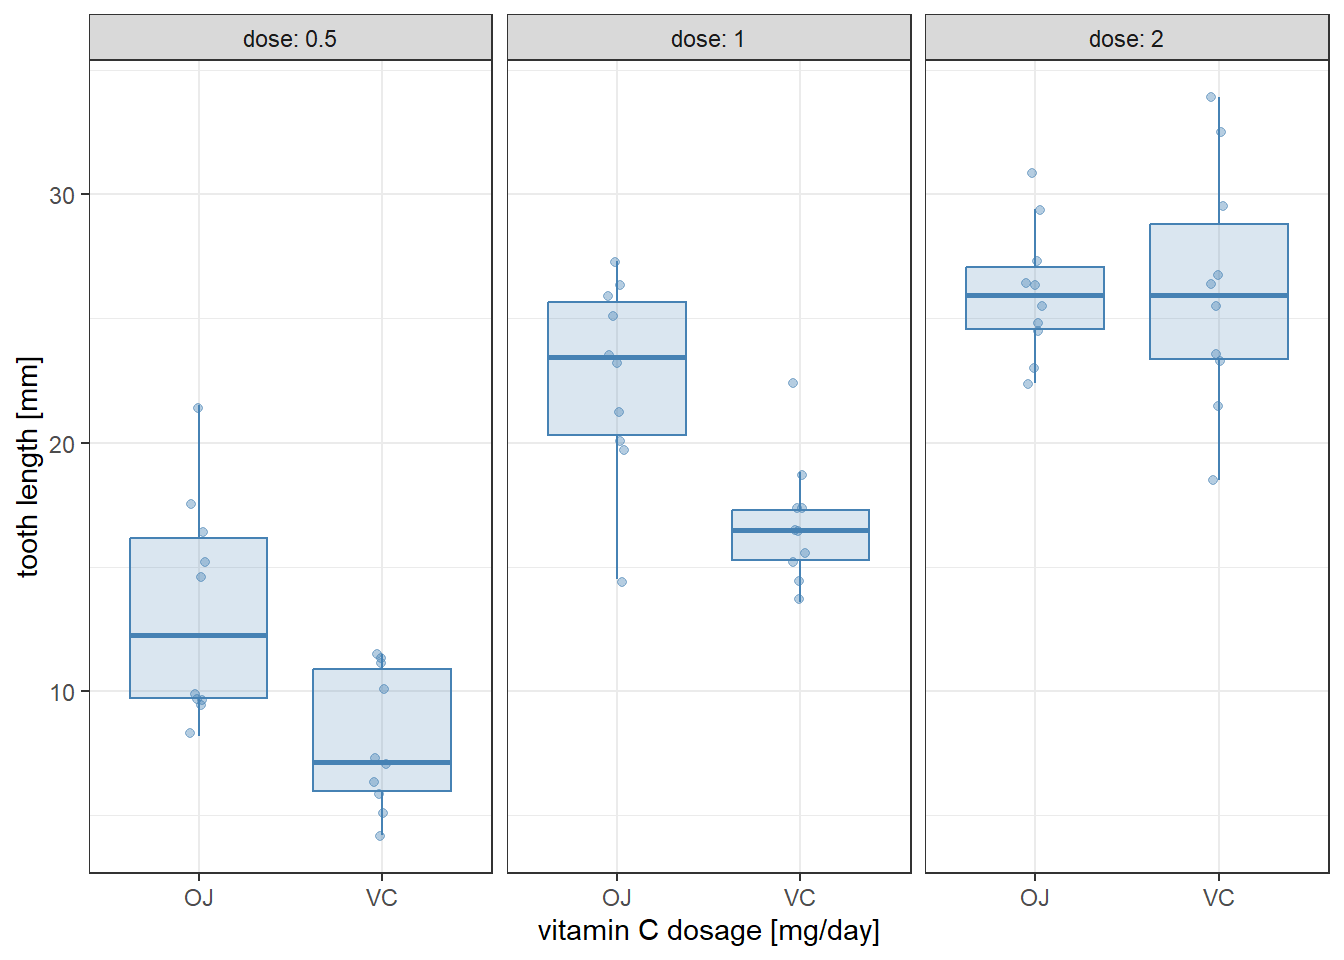 dose: 0.5
dose: 1
dose: 2
tooth length [mm]
30
20
10
OJ
VC
OJ
VC
OJ
VC
vitamin C dosage [mg/day]